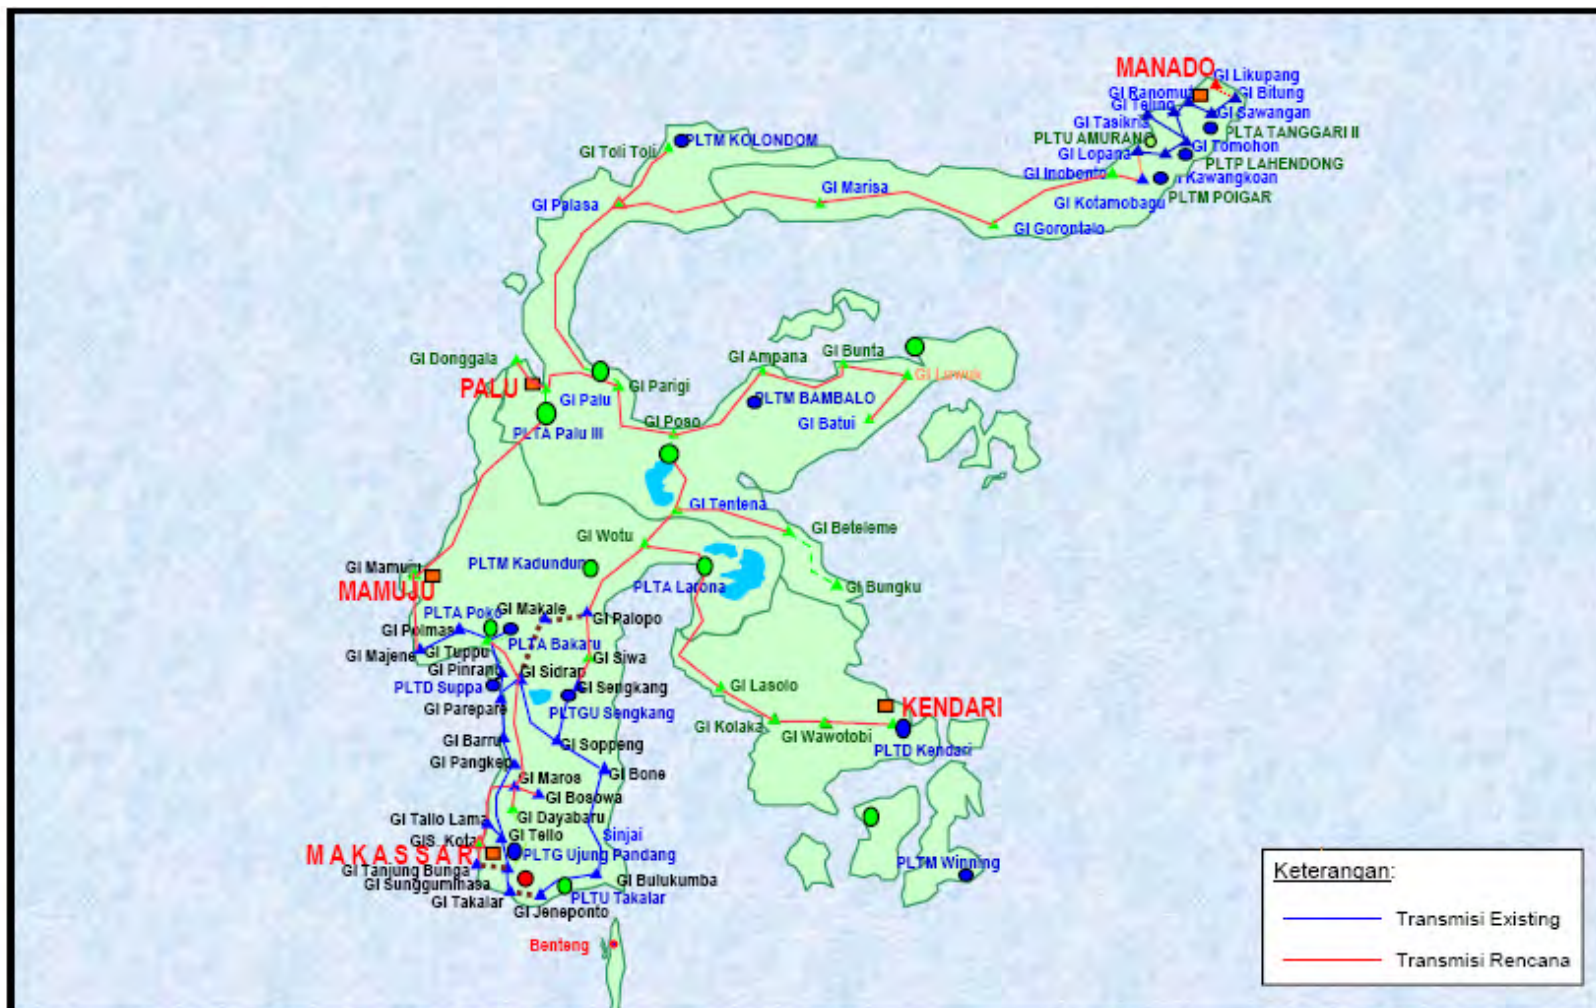 MANADO
GI Likupang
GI Ranomut
GI Bitung
GI Teling
GI Sawangan
GI Tasikria
PLTA TANGGARI II
PLTU AMURANG
GI Tomohon
GI Lopana
PLTP LAHENDONG
PLTM KOLONDOM
GI Toli Toli
GI Inobonto
I Kawangkoan
GI Marisa
GI Kotamobagu
PLTM POIGAR
GI Palasa
GI Gorontalo
GI Donggala
GI Ampana
GI Bunta
GI Luwuk
PALU
GI Parigi
GI Palu
PLTM BAMBALO
GI Poso
GI Batui
PLTA Palu III
GI Tentena
GI Beteleme
GI Wotu
GI Mamuju
PLTM Kadundun
MAMUJU
PLTA Larona
GI Bungku
PLTA Poko
GI Makale
GI Palopo
GI Polmas
PLTA Bakaru
GI Majene
GI Tuppu
GI Siwa
GI Pinrang
GI Sidrap
PLTD Suppa
GI Sengkang
GI Lasolo
GI Parepare
PLTGU Sengkang
KENDARI
GI Kolaka
GI Wawotobi
GI Barru
GI Soppeng
PLTD Kendari
GI Pangkep
GI Maros
GI Bone
GI Bosowa
GI Tallo Lama
GI Dayabaru
GIS Kota
GI Tello
Sinjai
MAKASSAR
PLTG Ujung Pandang
GI Tanjung Bunga
PLTM Winning
GI Sungguminasa
GI Bulukumba
GI Takalar
PLTU Takalar
GI Jeneponto
Benteng
Keterangan:
Transmisi Existing
Transmisi Rencana